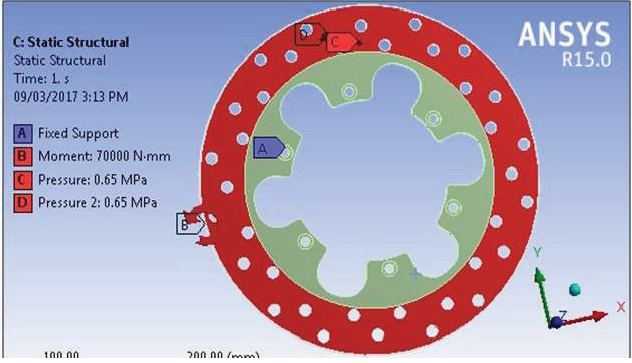 C: Static Structural
Static Structural
Time: 1. s
09/03/2017 3:13 PM
A Fixed Support
B Moment: 70000 N·mm
C Pressure: 0.65 MPa
D Pressure 2: 0.65 MPa
D
C
A
B
ANSYS
R15.0
Y
X
Z
100.00
200.00 (mm)